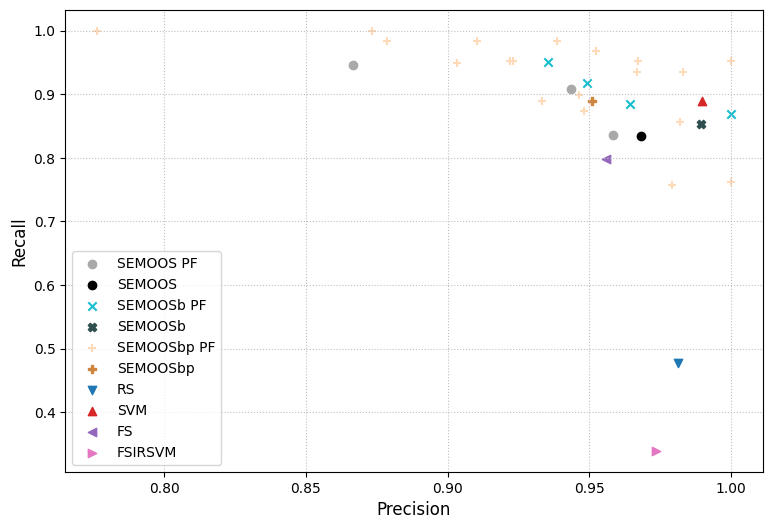 1.0
0.9
0.8
0.7
0.6
0.5
0.4
Recall
SEMOOS PF
SEMOOS
SEMOOSb PF
SEMOOSb
SEMOOSbp PF
SEMOOSbp
RS
SVM
FS
FSIRSVM
0.80 0.85 0.90 0.95 1.00
Precision